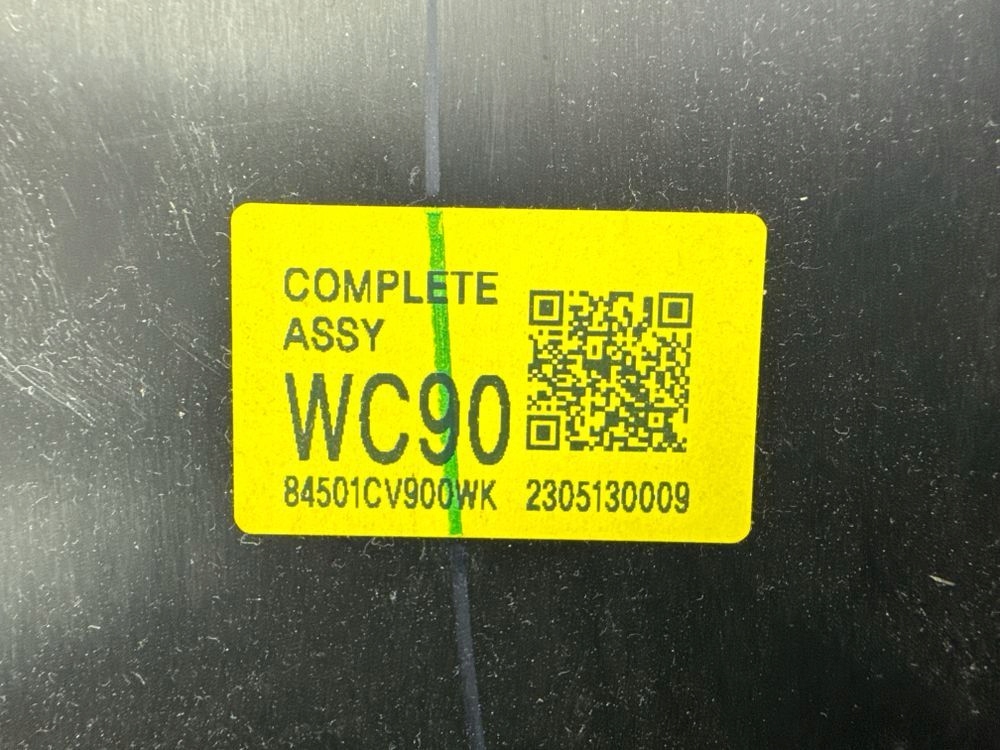 COMPLETE
ASSY
WC90
84501CV900WK 2305130009